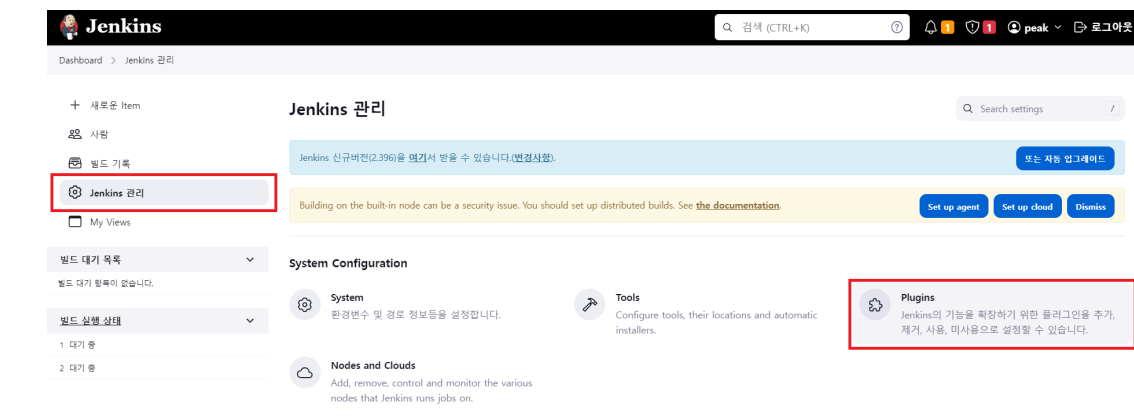 Jenkins
검색 (CTRL+K)
1
1
peak
로그아웃
Dashboard > Jenkins 관리
새로운 Item
사람
빌드 기록
Jenkins 관리
My Views
빌드 대기 목록
빌드 대기 항목이 없습니다.
빌드 실행 상태
1 대기 중
2 대기 중
Jenkins 관리
Search settings
/
Jenkins 신규버전(2.396)을 여기서 받을 수 있습니다.(변경사항).
또는 자동 업그레이드
Building on the built-in node can be a security issue. You should set up distributed builds. See the documentation.
Set up agent
Set up cloud
Dismiss
System Configuration
System
환경변수 및 경로 정보등을 설정합니다.
Tools
Configure tools, their locations and automatic
installers.
Plugins
Jenkins의 기능을 확장하기 위한 플러그인을 추가,
제거, 사용, 미사용으로 설정할 수 있습니다.
Nodes and Clouds
Add, remove, control and monitor the various
nodes that Jenkins runs jobs on.